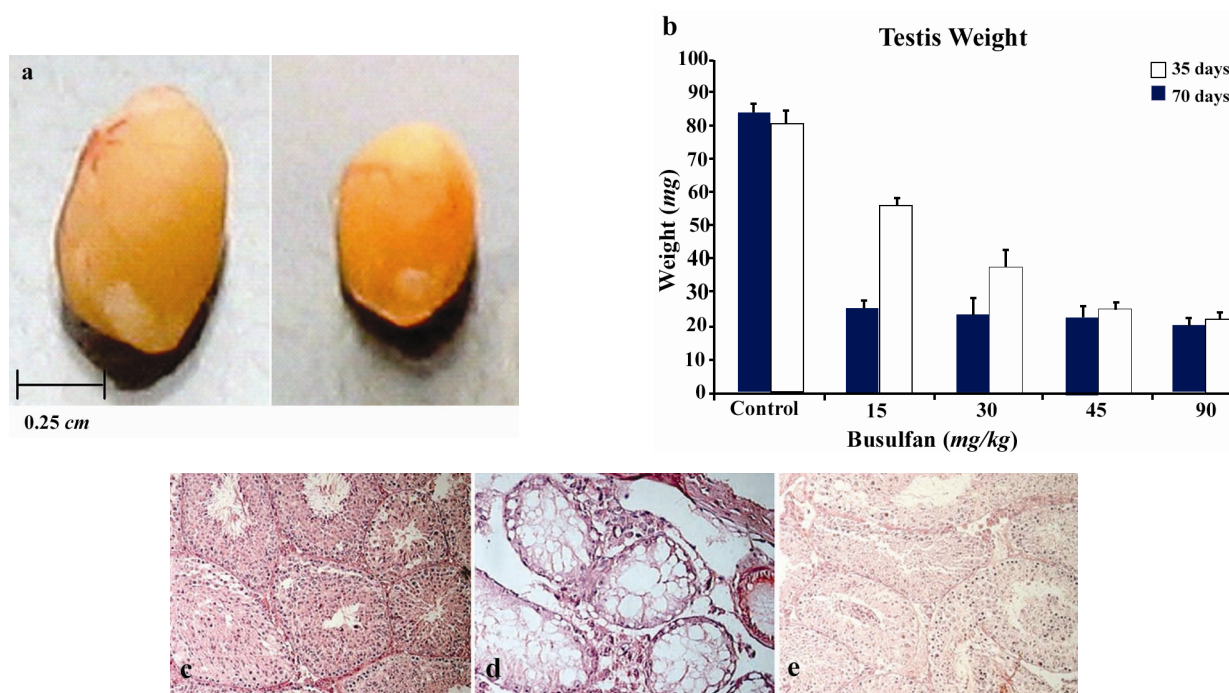 a
0.25 cm
b
Testis Weight
35 days
70 days
Weight (mg)
100
90
80
70
60
50
40
30
20
10
0
Control 15 30 45 90
Busulfan (mg/kg)
c
d
e